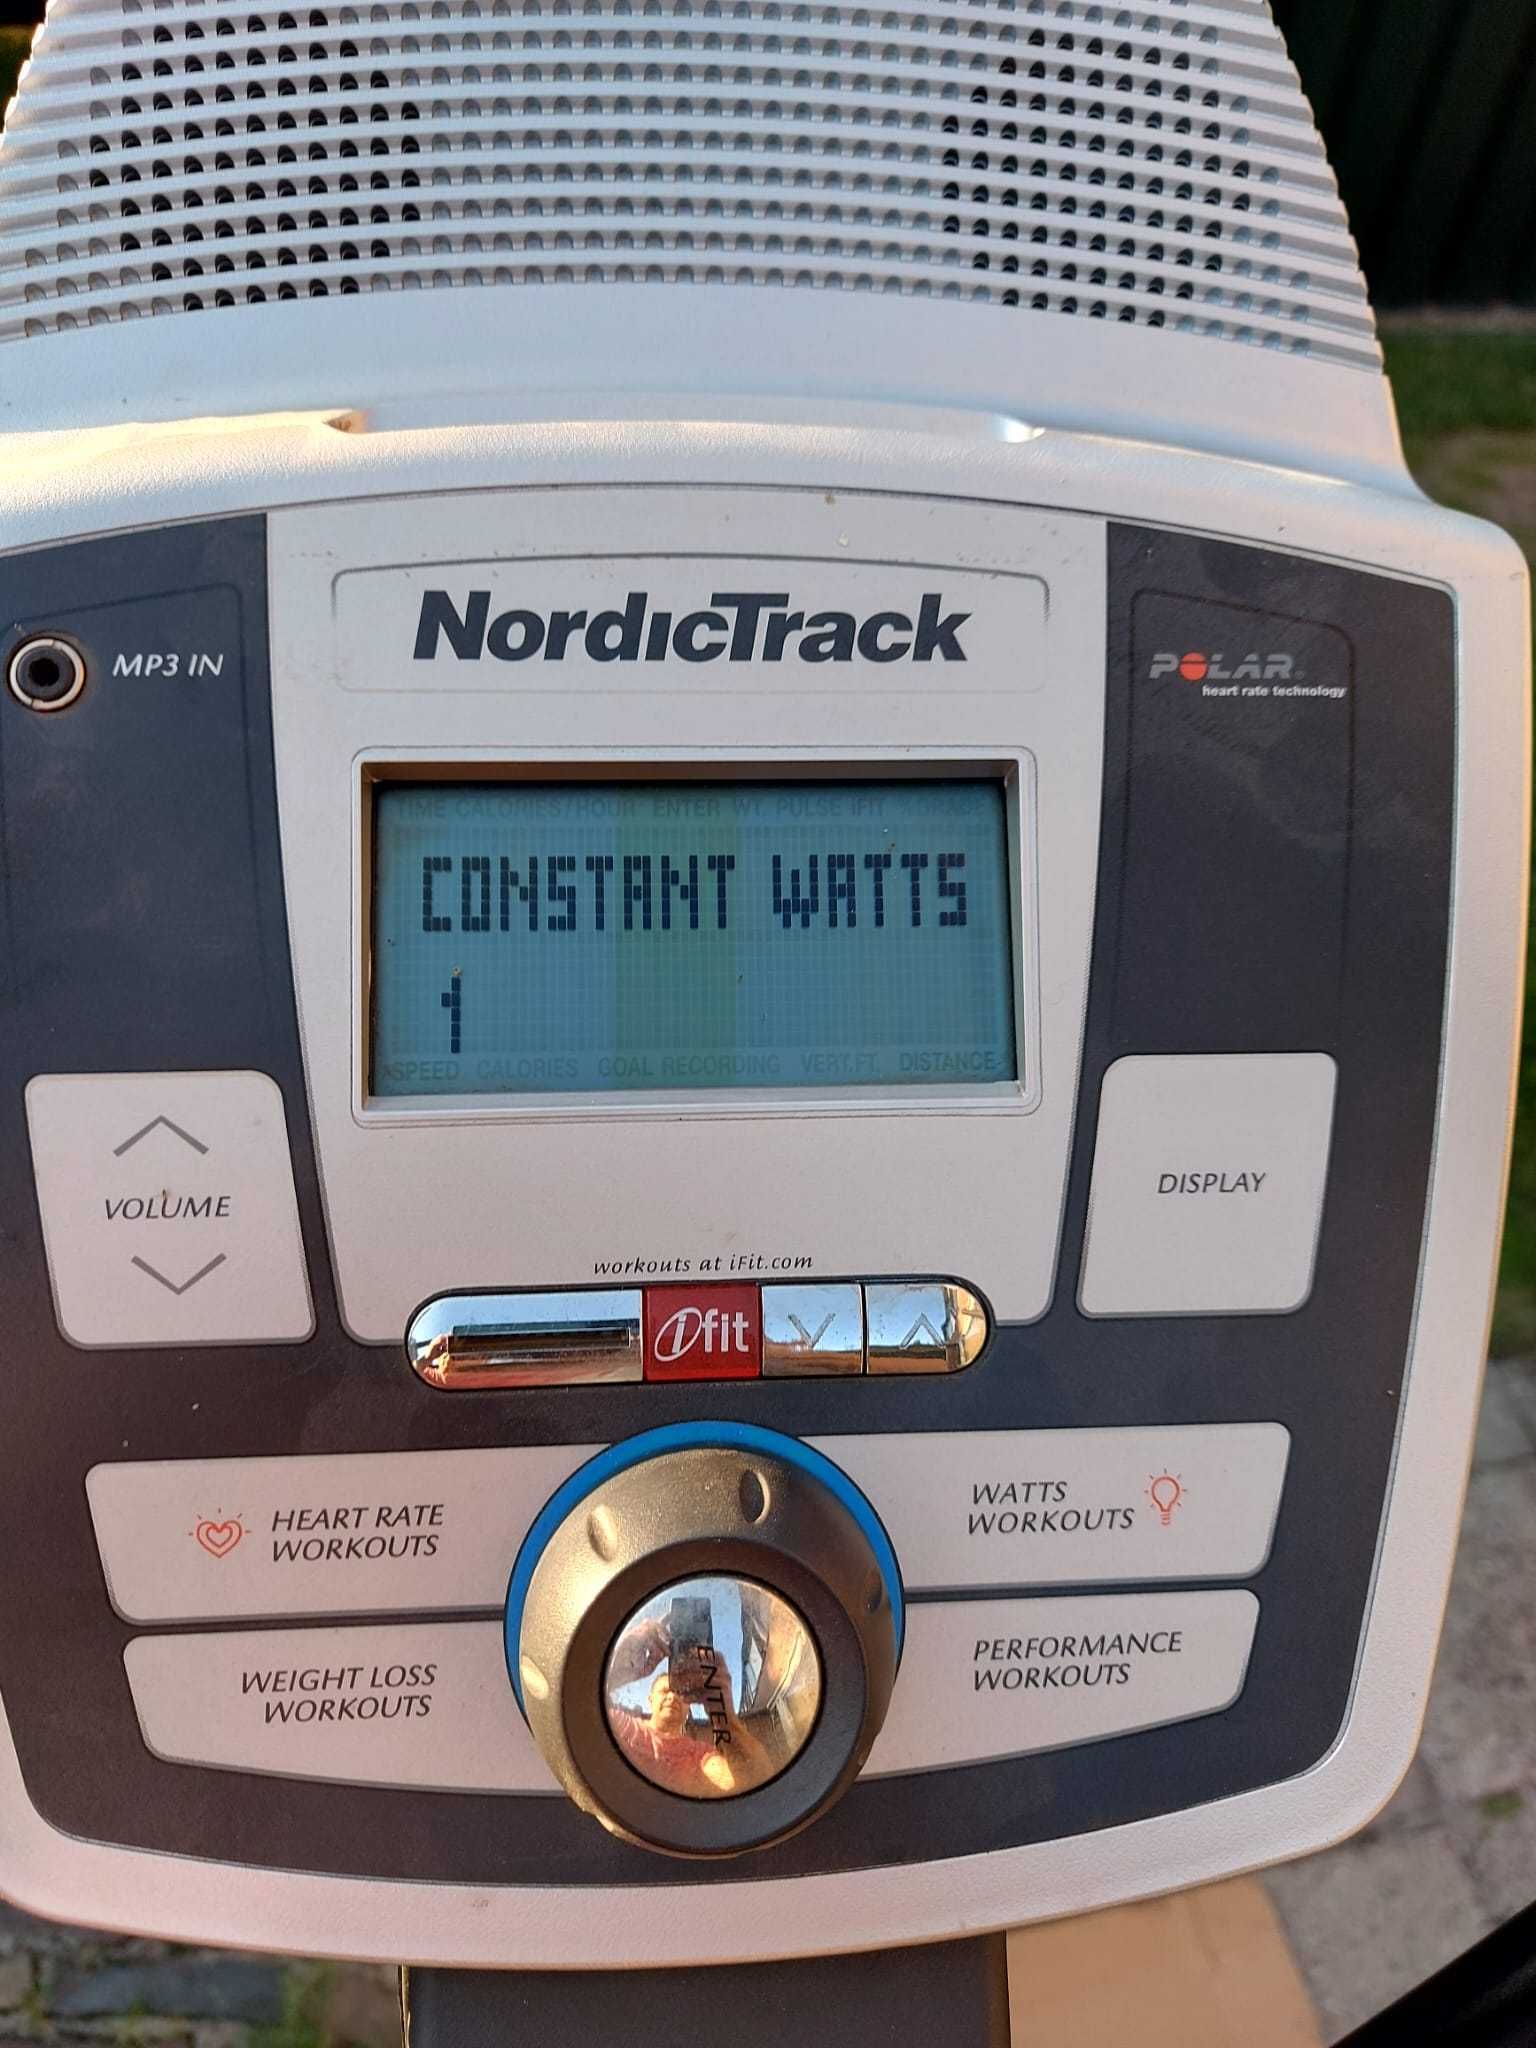 NordicTrack
MP3 IN
POLAR®
heart rate technology
TIME CALORIES/HOUR ENTER WT. PULSE iFIT
CONSTANT WATTS
1
SPEED CALORIES GOAL RECORDING VERT.FT. DISTANCE
VOLUME
DISPLAY
workouts at iFit.com
ifit
HEART RATE
WORKOUTS
WATTS
WORKOUTS
WEIGHT LOSS
WORKOUTS
ENTER
PERFORMANCE
WORKOUTS